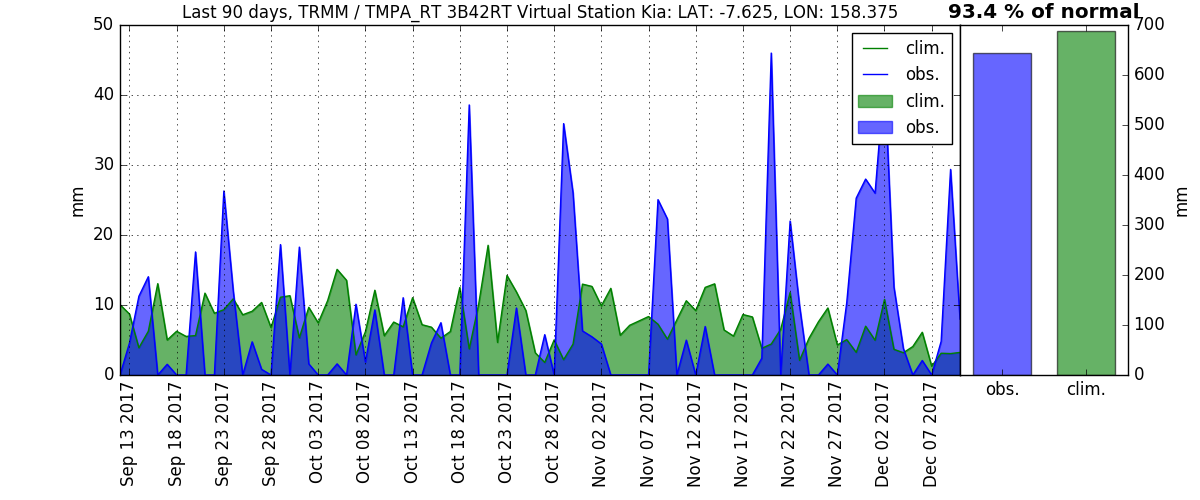 Last 90 days, TRMM / TMPA_RT 3B42RT Virtual Station Kia: LAT: -7.625, LON: 158.375
93.4 % of normal
50
40
30
20
10
0
mm
clim.
obs.
clim.
obs.
Sep 13 2017
Sep 18 2017
Sep 23 2017
Sep 28 2017
Oct 03 2017
Oct 08 2017
Oct 13 2017
Oct 18 2017
Oct 23 2017
Oct 28 2017
Nov 02 2017
Nov 07 2017
Nov 12 2017
Nov 17 2017
Nov 22 2017
Nov 27 2017
Dec 02 2017
Dec 07 2017
700
600
500
400
300
200
100
0
mm
obs.
clim.